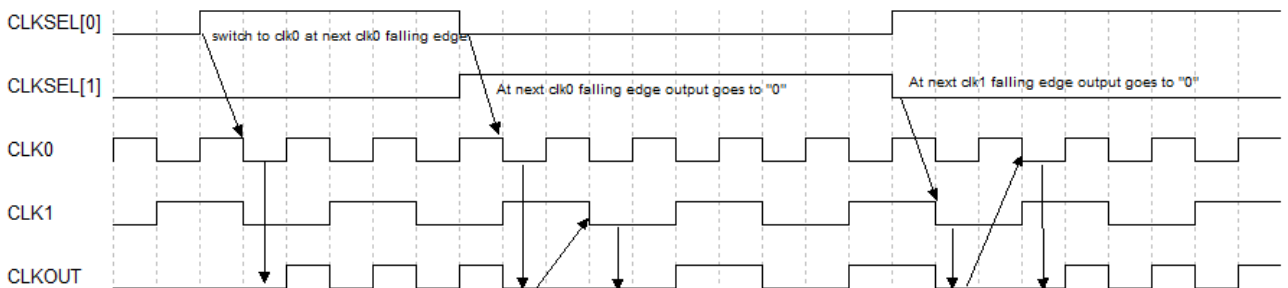 CLKSEL[0]
switch to clk0 at next clk0 falling edge
CLKSEL[1]
At next clk0 falling edge output goes to "0"
At next clk1 falling edge output goes to "0"
CLK0
CLK1
CLKOUT